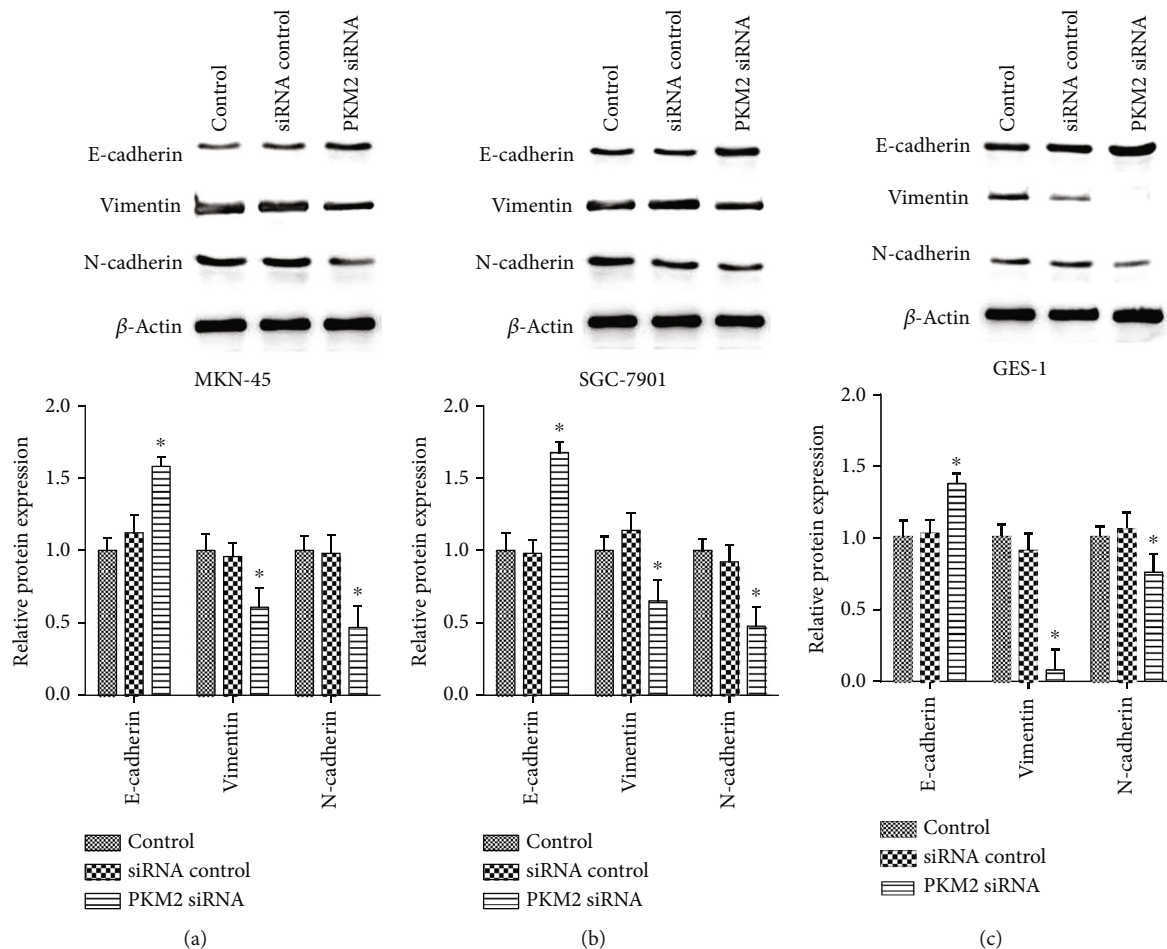 Control
siRNA control
PKM2 siRNA
E-cadherin
Vimentin
N-cadherin
β-Actin
MKN-45
2.0
1.5
1.0
0.5
0.0
Relative protein expression
*
*
*
E-cadherin
Vimentin
N-cadherin
Control
siRNA control
PKM2 siRNA
(a)
Control
siRNA control
PKM2 siRNA
E-cadherin
Vimentin
N-cadherin
β-Actin
SGC-7901
2.0
1.5
1.0
0.5
0.0
Relative protein expression
*
*
*
E-cadherin
Vimentin
N-cadherin
Control
siRNA control
PKM2 siRNA
(b)
Control
siRNA control
PKM2 siRNA
E-cadherin
Vimentin
N-cadherin
β-Actin
GES-1
2.0
1.5
1.0
0.5
0.0
Relative protein expression
*
*
*
E-cadherin
Vimentin
N-cadherin
Control
siRNA control
PKM2 siRNA
(c)